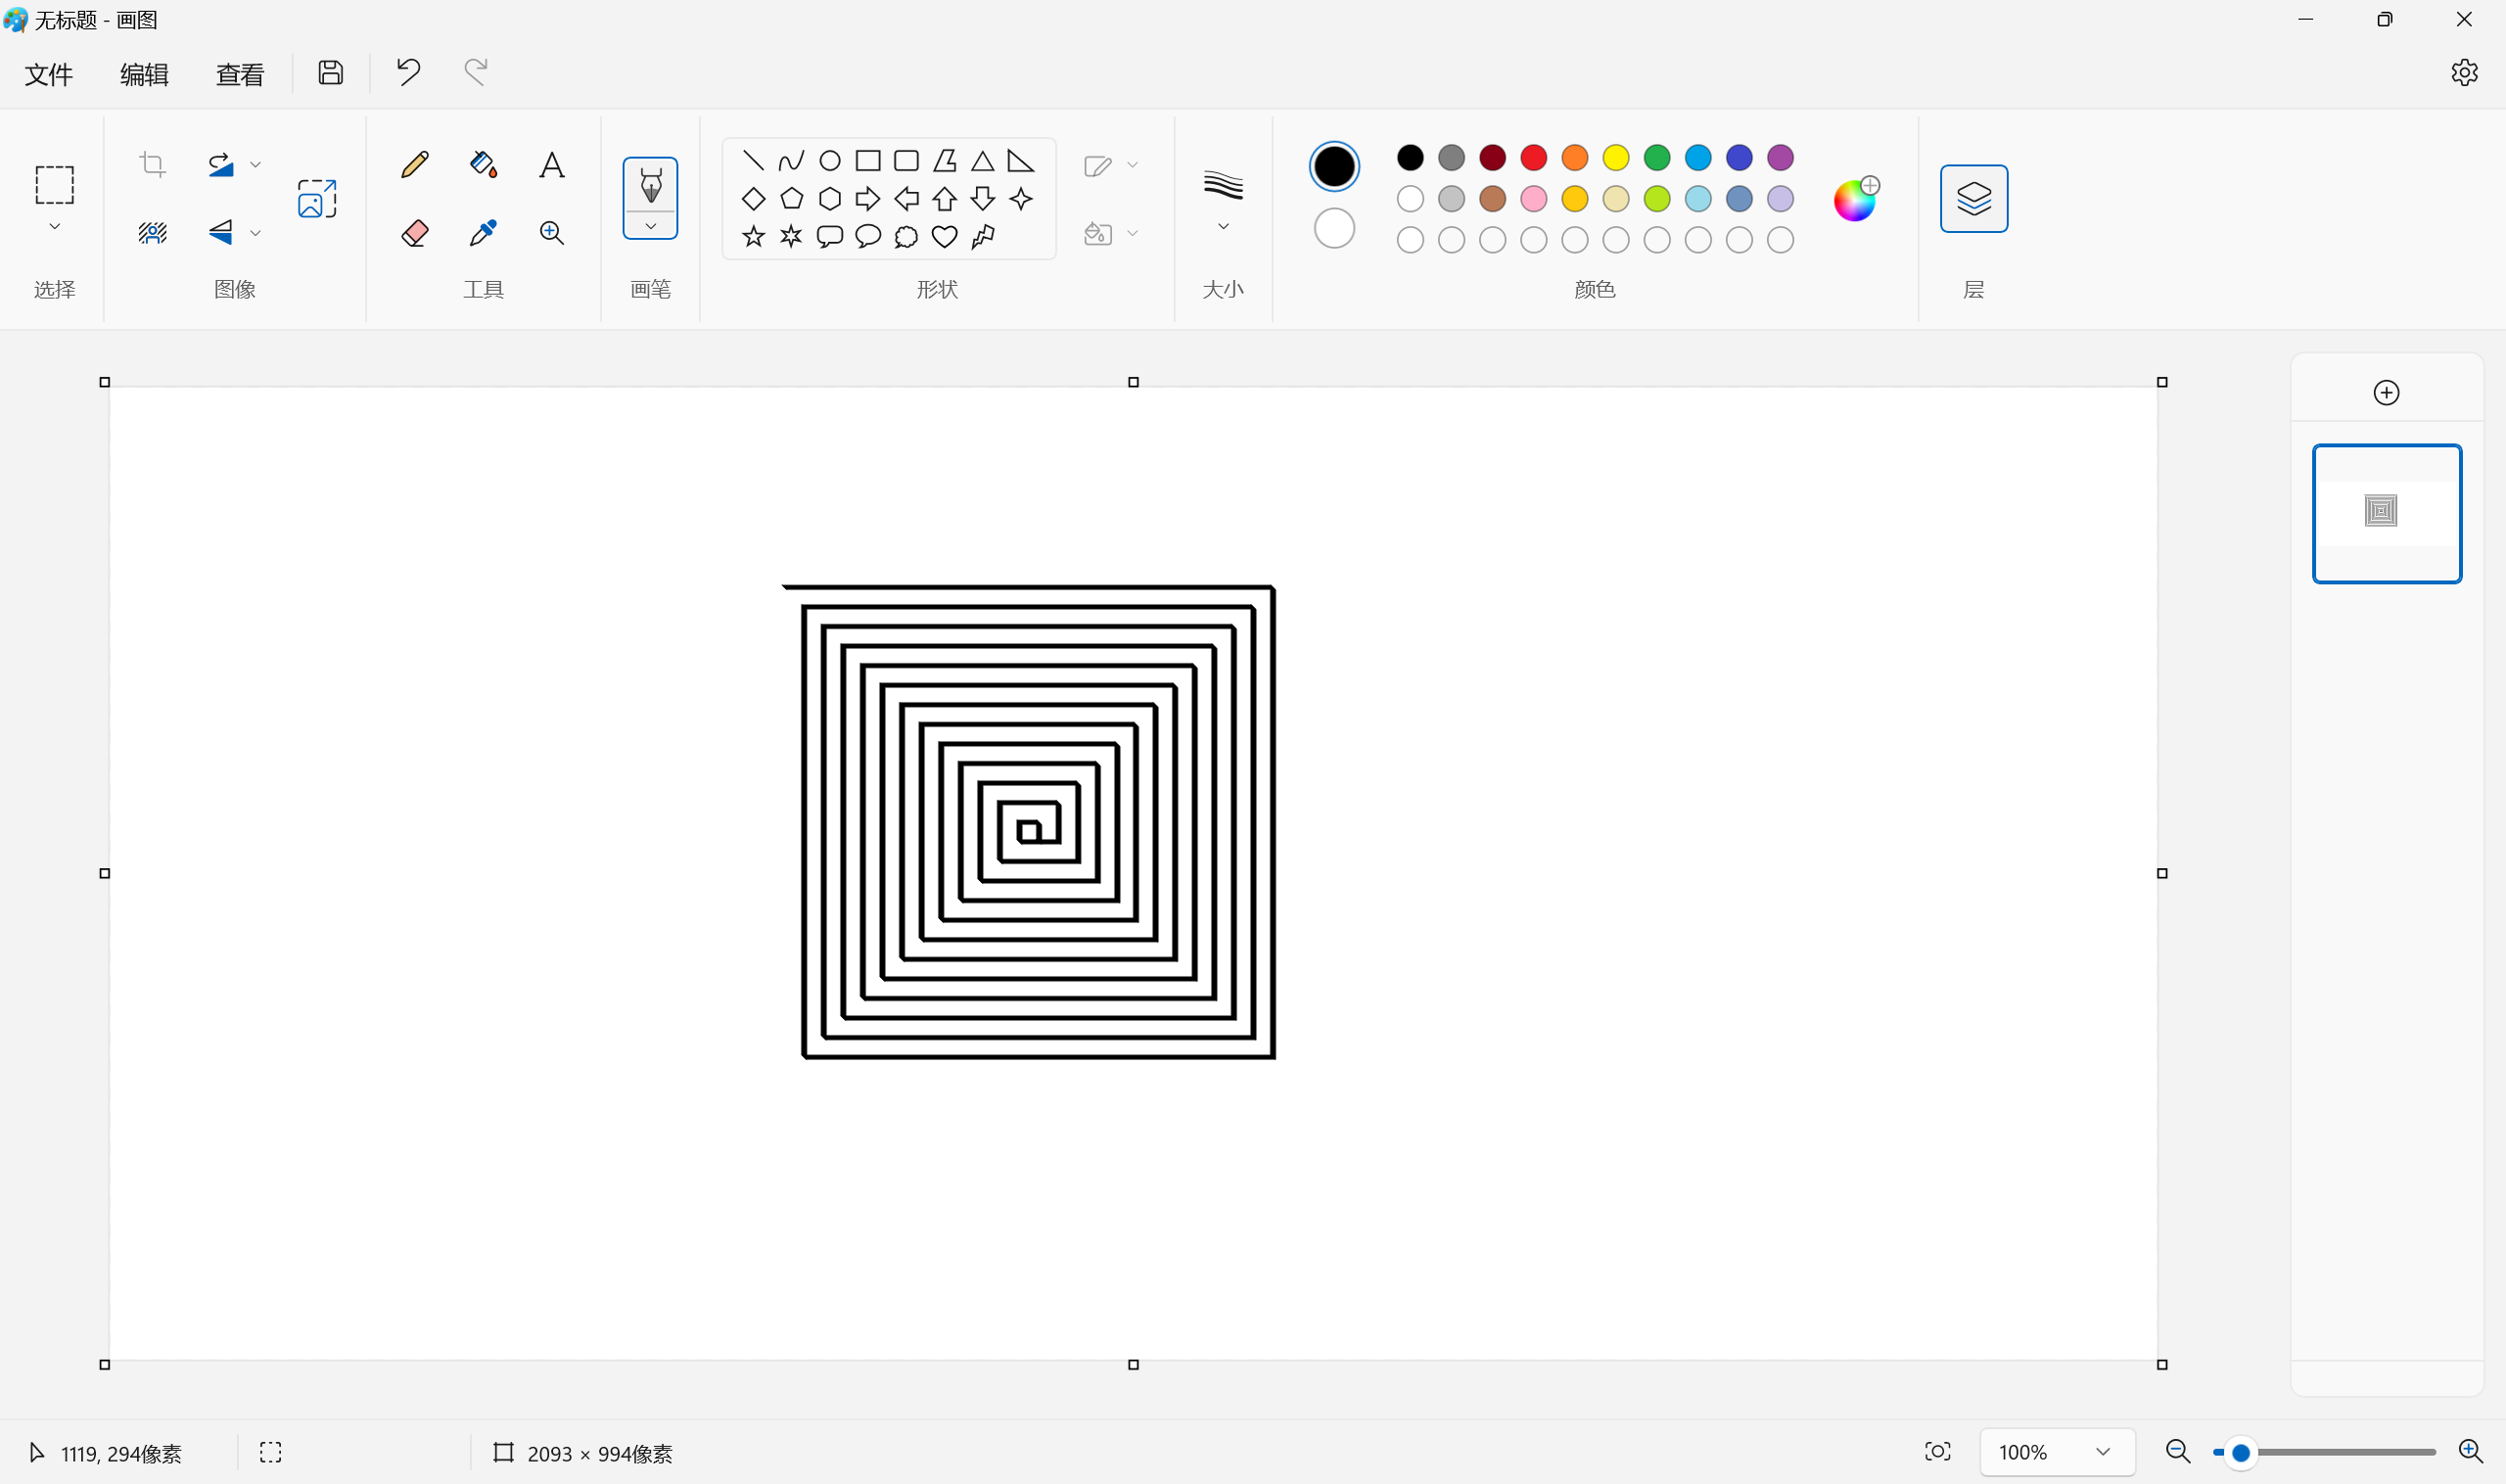 无标题 - 画图
文件 编辑 查看
选择 图像 工具 画笔 形状 大小 颜色 层
1119, 294像素 2093 × 994像素 100%